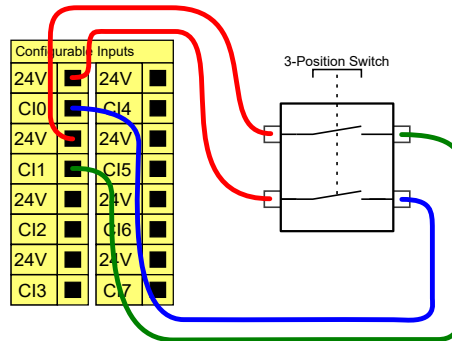 Configurable Inputs
24V 24V
CI0 CI4
24V 24V
CI1 CI5
24V 24V
CI2 CI6
24V 24V
CI3 CI7
3-Position Switch